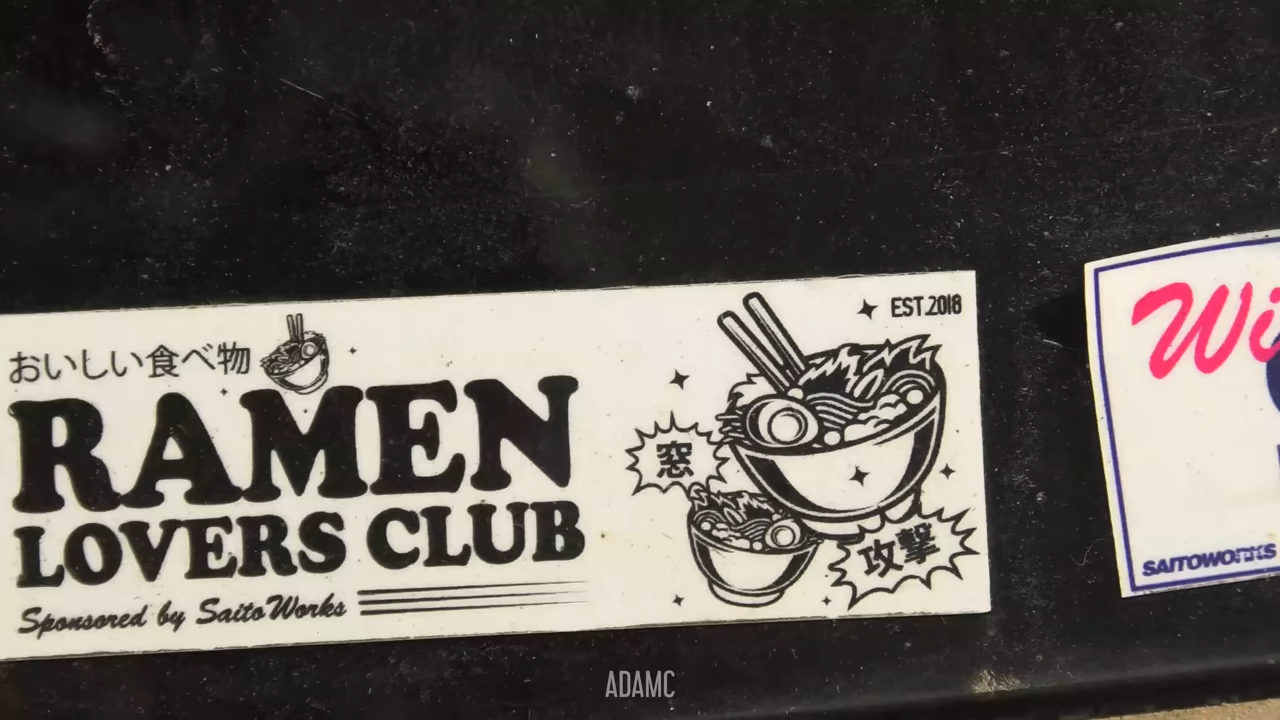 おいしい食べ物
RAMEN
LOVERS CLUB
Sponsored by SaitoWorks
EST.2018
窓
攻撃
Wi
SAITOWORKS
ADAMC